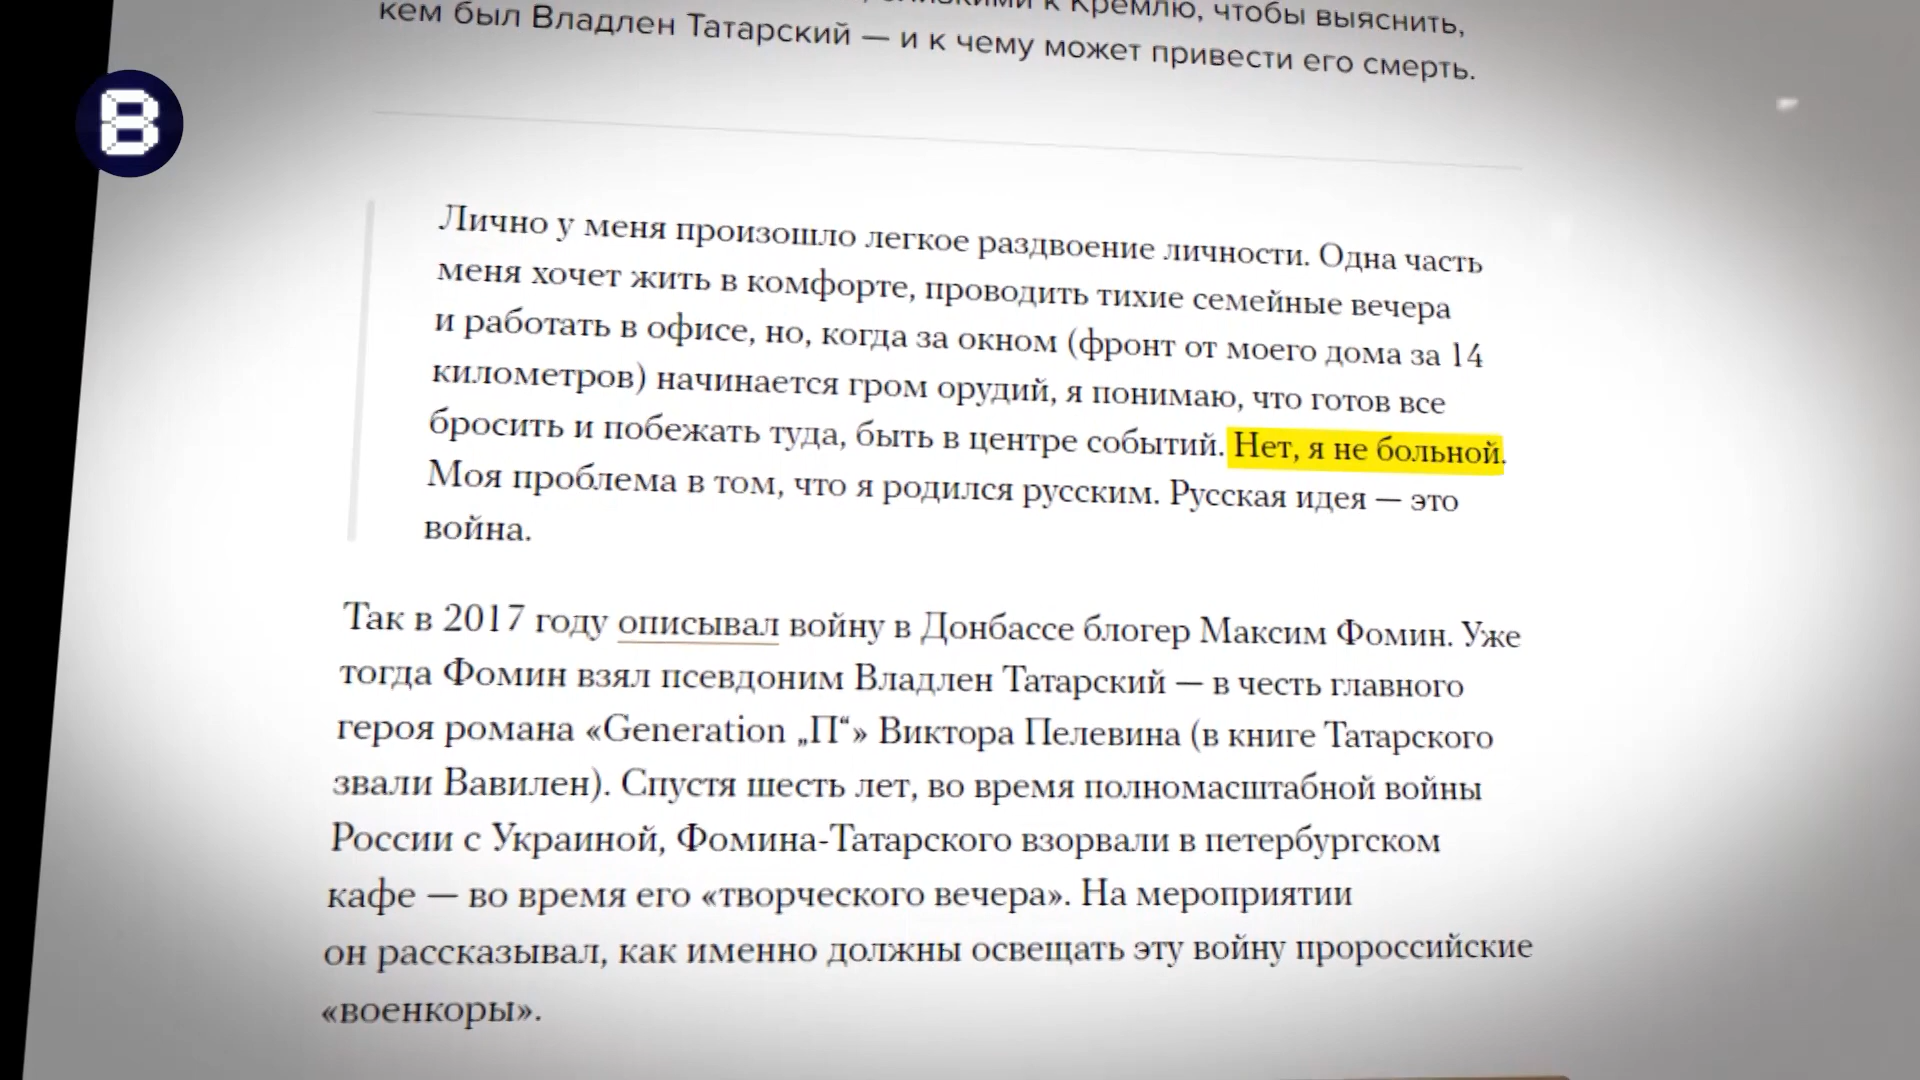 к Кремлю, чтобы выяснить,
кем был Владлен Татарский — и к чему может привести его смерть.
B
Лично у меня произошло легкое раздвоение личности. Одна часть
меня хочет жить в комфорте, проводить тихие семейные вечера
и работать в офисе, но, когда за окном (фронт от моего дома за 14
километров) начинается гром орудий, я понимаю, что готов все
бросить и побежать туда, быть в центре событий. Нет, я не больной.
Моя проблема в том, что я родился русским. Русская идея — это
война.
Так в 2017 году описывал войну в Донбассе блогер Максим Фомин. Уже
тогда Фомин взял псевдоним Владлен Татарский — в честь главного
героя романа «Generation „П“» Виктора Пелевина (в книге Татарского
звали Вавилен). Спустя шесть лет, во время полномасштабной войны
России с Украиной, Фомина-Татарского взорвали в петербургском
кафе — во время его «творческого вечера». На мероприятии
он рассказывал, как именно должны освещать эту войну пророссийские
«военкоры».